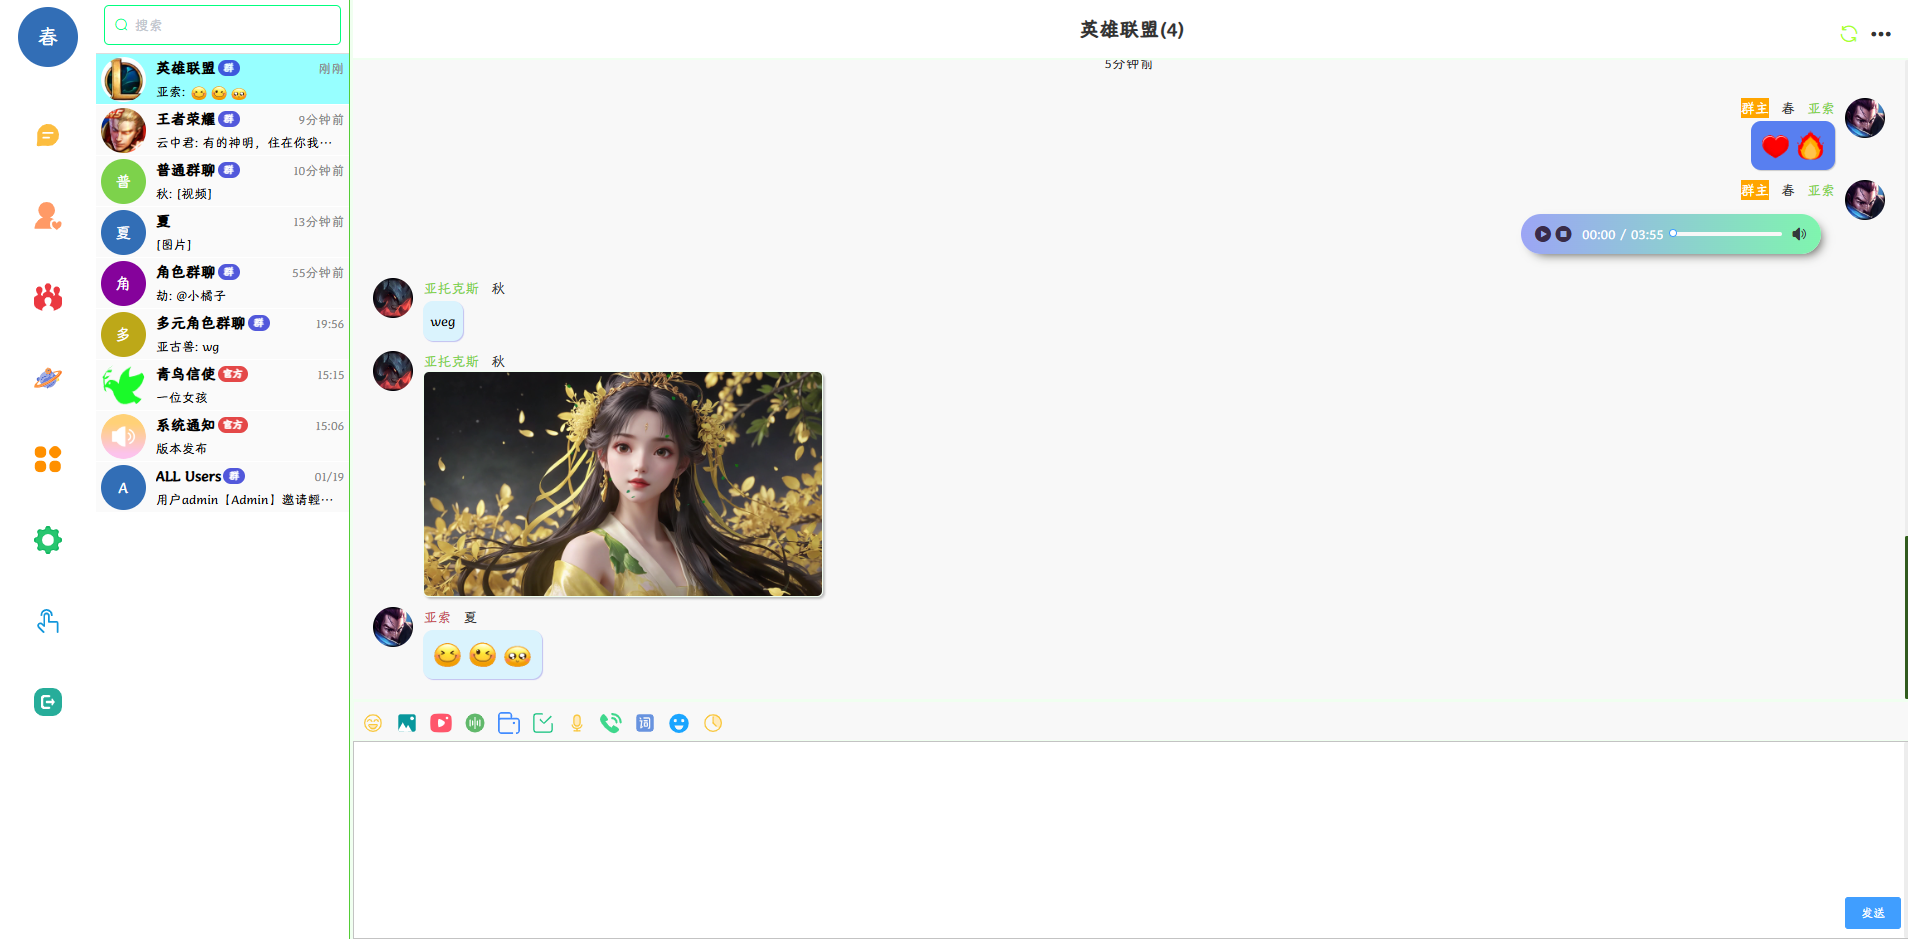 春
搜索
英雄联盟 群 刚刚
亚索:
王者荣耀 群 9分钟前
云中君: 有的神明，住在你我…
普 普通群聊 群 10分钟前
秋: [视频]
夏 夏 13分钟前
[图片]
角 角色群聊 群 55分钟前
劫: @小橘子
多 多元角色群聊 群 19:56
亚古兽: wg
青鸟信使 官方 15:15
一位女孩
系统通知 官方 15:06
版本发布
A ALL Users 群 01/19
用户admin【Admin】邀请輕…
英雄联盟(4)
5分钟前
群主 春 亚索
群主 春 亚索
00:00 / 03:55
亚托克斯 秋
weg
亚托克斯 秋
亚索 夏
词
发送